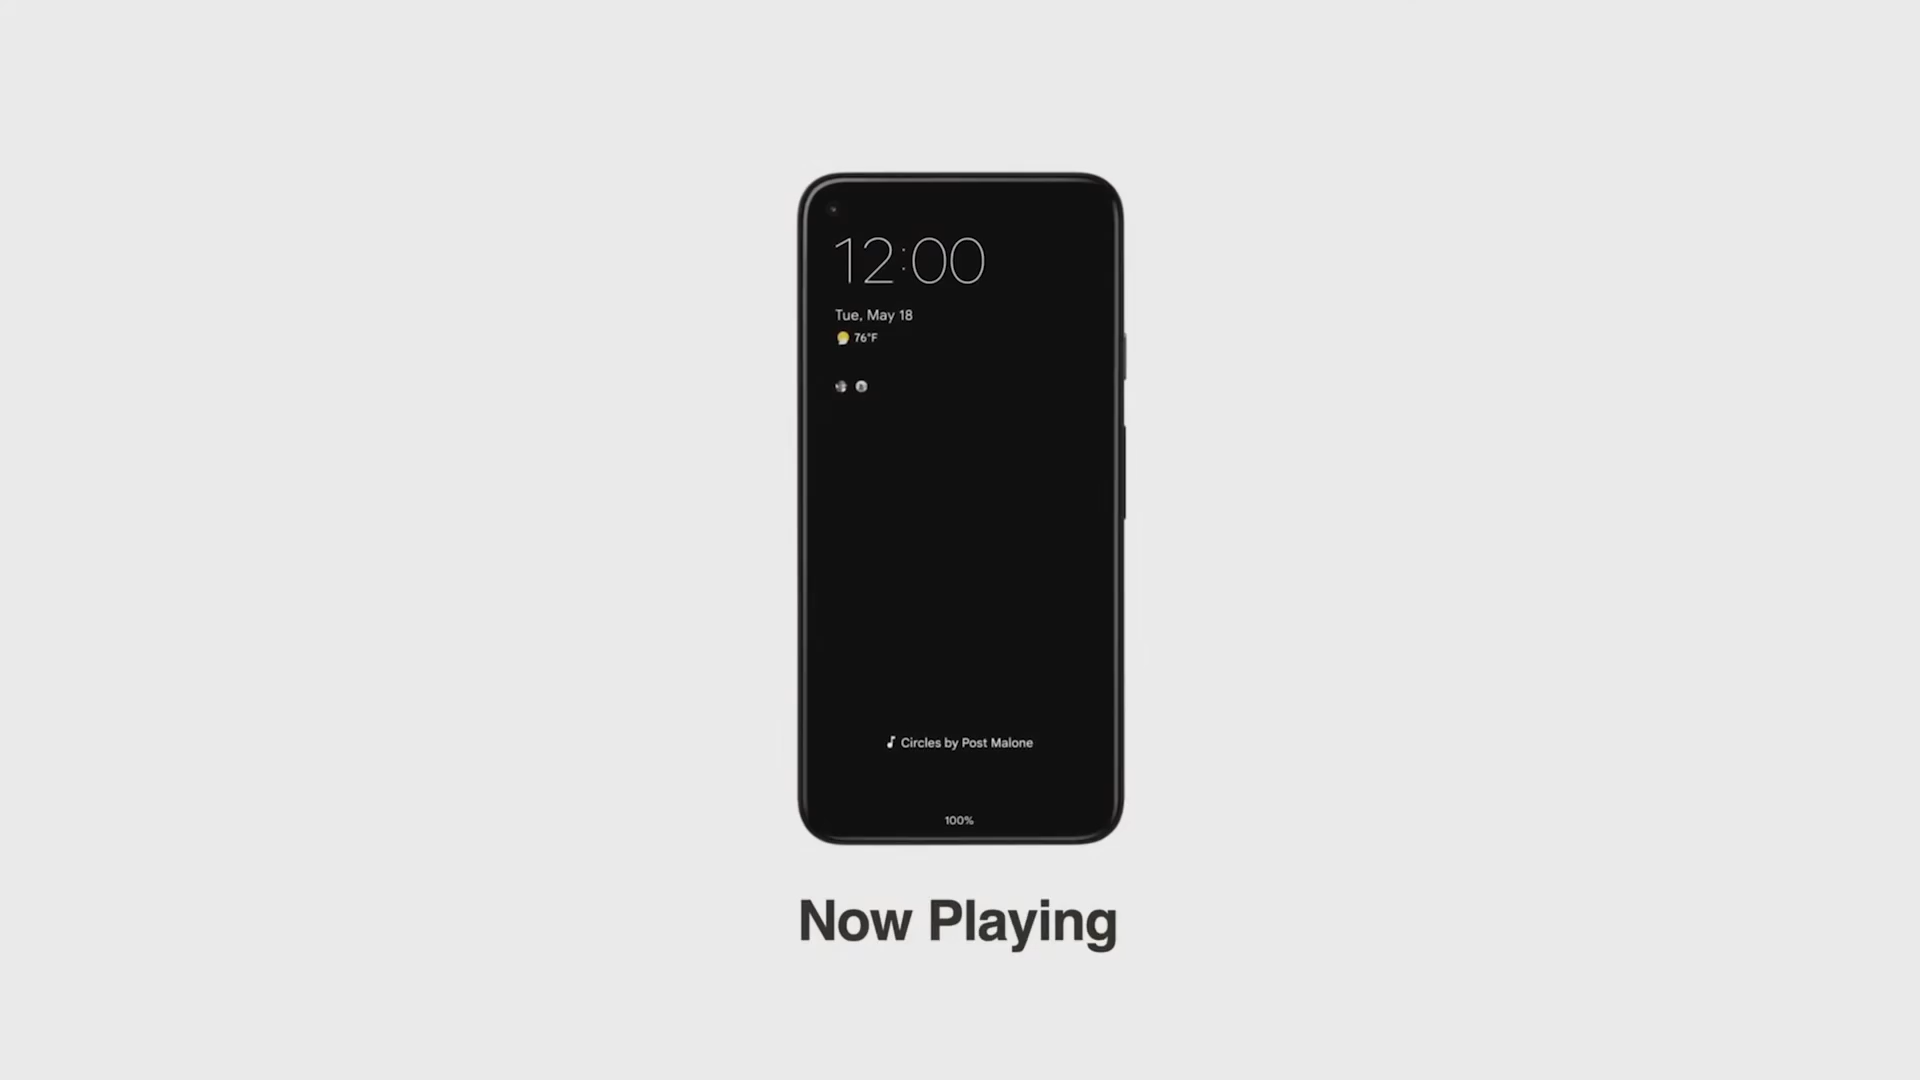 12:00
Tue, May 18
76°F
Circles by Post Malone
100%
Now Playing